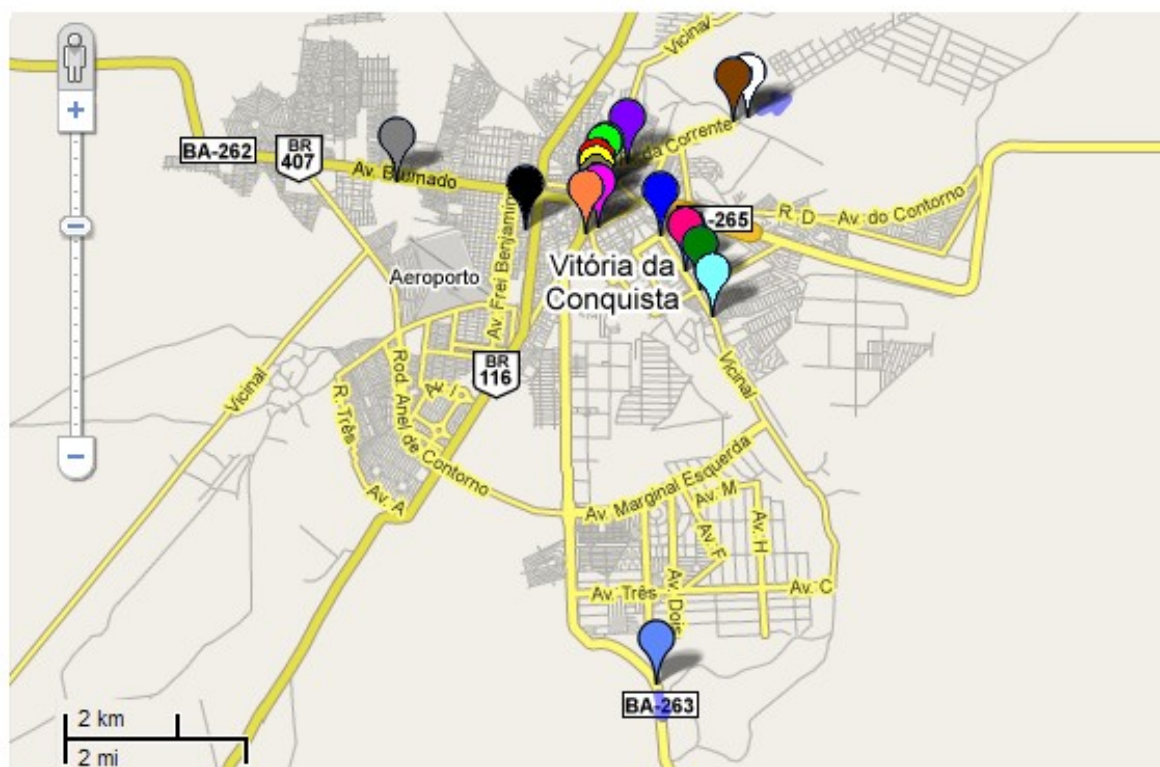 Vicinal
da Corrente
BA-262
BR
407
Av. Brumado
BA-265
R. D
Av. do Contorno
Av. Frei Benjamin
Aeroporto
Vitória da
Conquista
BR
116
Vicinal
Vicinal
R. Três
Rod. Anel de Contorno
Av. I
Av. A
Av. Marginal Esquerda
Av. M
Av. F
Av. H
Av. Três
Av. Dois
Av. C
BA-263
2 km
2 mi